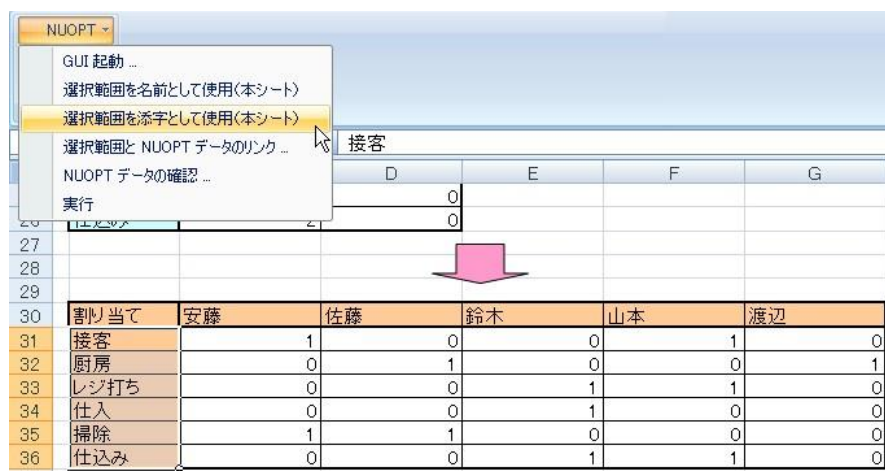 NUOPT
GUI 起動 ...
選択範囲を名前として使用(本シート)
選択範囲を添字として使用(本シート)
選択範囲と NUOPT データのリンク ...
NUOPT データの確認 ...
実行
接客
D E F G
0
26 仕込み 2 0
27
28
29
30 割り当て 安藤 佐藤 鈴木 山本 渡辺
31 接客 1 0 0 1 0
32 厨房 0 1 0 0 1
33 レジ打ち 0 0 1 1 0
34 仕入 0 0 1 0 0
35 掃除 1 1 0 0 0
36 仕込み 0 0 1 1 0